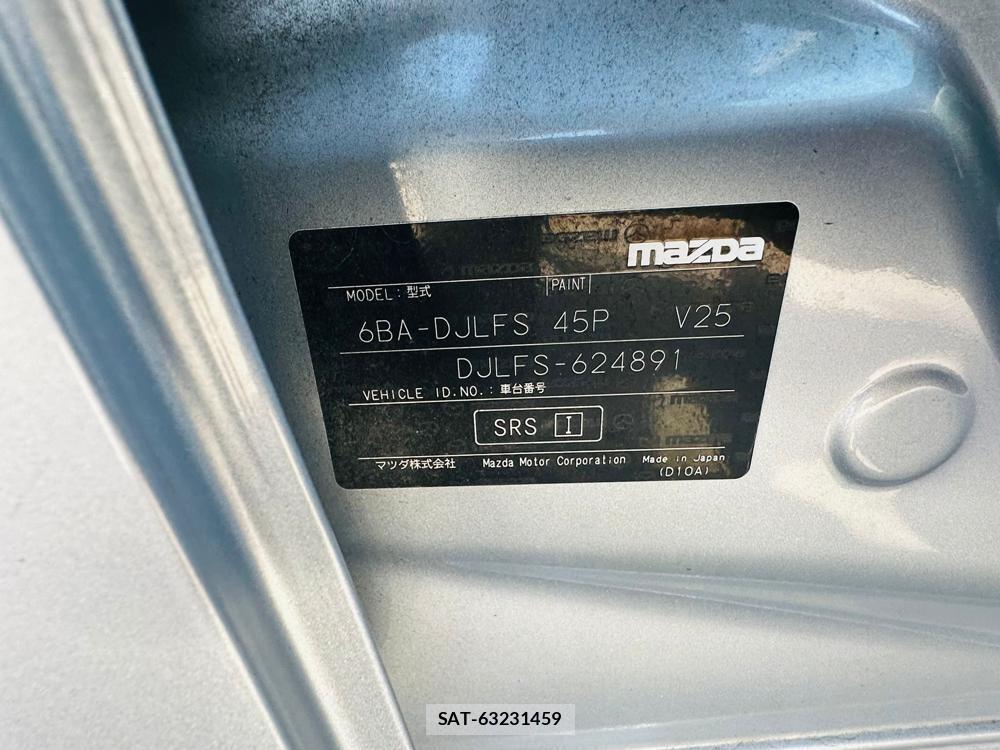 mazda
MODEL : 型式 PAINT
6BA-DJLFS 45P V25
DJLFS-624891
VEHICLE ID.NO. : 車台番号
SRS I
マツダ株式会社 Mazda Motor Corporation Made in Japan
(D10A)
SAT-63231459